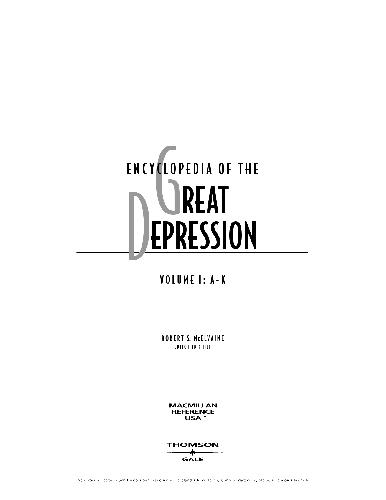 ENCYCLOPEDIA OF THE
GREAT
DEPRESSION
VOLUME 1: A–K
ROBERT S. McELVAINE
MACMILLAN
REFERENCE
USA
THOMSON
GALE